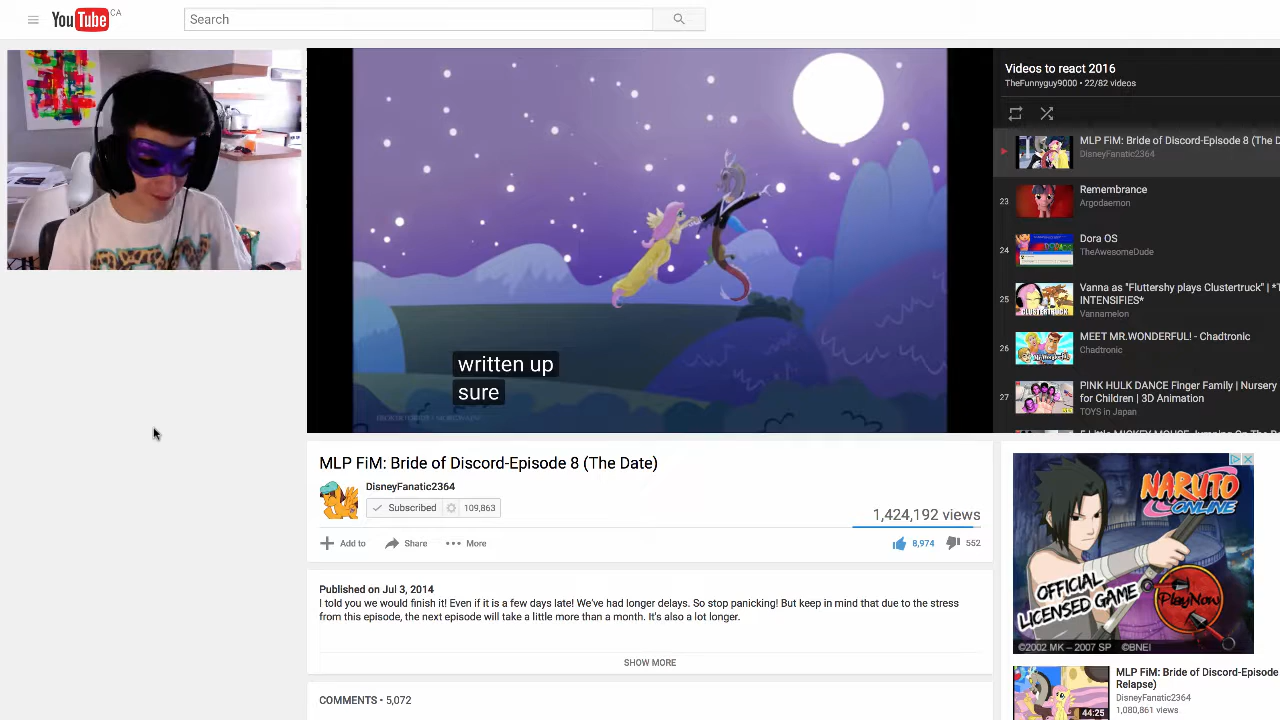 YouTube CA
Search
Videos to react 2016
TheFunnyguy9000 • 22/82 videos
MLP FiM: Bride of Discord-Episode 8 (The D
DisneyFanatic2364
23
Remembrance
Argodaemon
24
Dora OS
TheAwesomeDude
25
Vanna as "Fluttershy plays Clustertruck" | *T
INTENSIFIES*
Vannamelon
CLUSTERTRUCK
26
MEET MR.WONDERFUL! - Chadtronic
Chadtronic
27
PINK HULK DANCE Finger Family | Nursery
for Children | 3D Animation
TOYS in Japan
written up
sure
MLP FiM: Bride of Discord-Episode 8 (The Date)
DisneyFanatic2364
Subscribed 109,863
1,424,192 views
Add to Share More
8,974 552
Published on Jul 3, 2014
I told you we would finish it! Even if it is a few days late! We've had longer delays. So stop panicking! But keep in mind that due to the stress
from this episode, the next episode will take a little more than a month. It's also a lot longer.
SHOW MORE
COMMENTS • 5,072
NARUTO
ONLINE
OFFICIAL
LICENSED GAME
Play Now
©2002 MK – 2007 SP ©BNEI
MLP FiM: Bride of Discord-Episode
Relapse)
DisneyFanatic2364
1,080,861 views
44:25